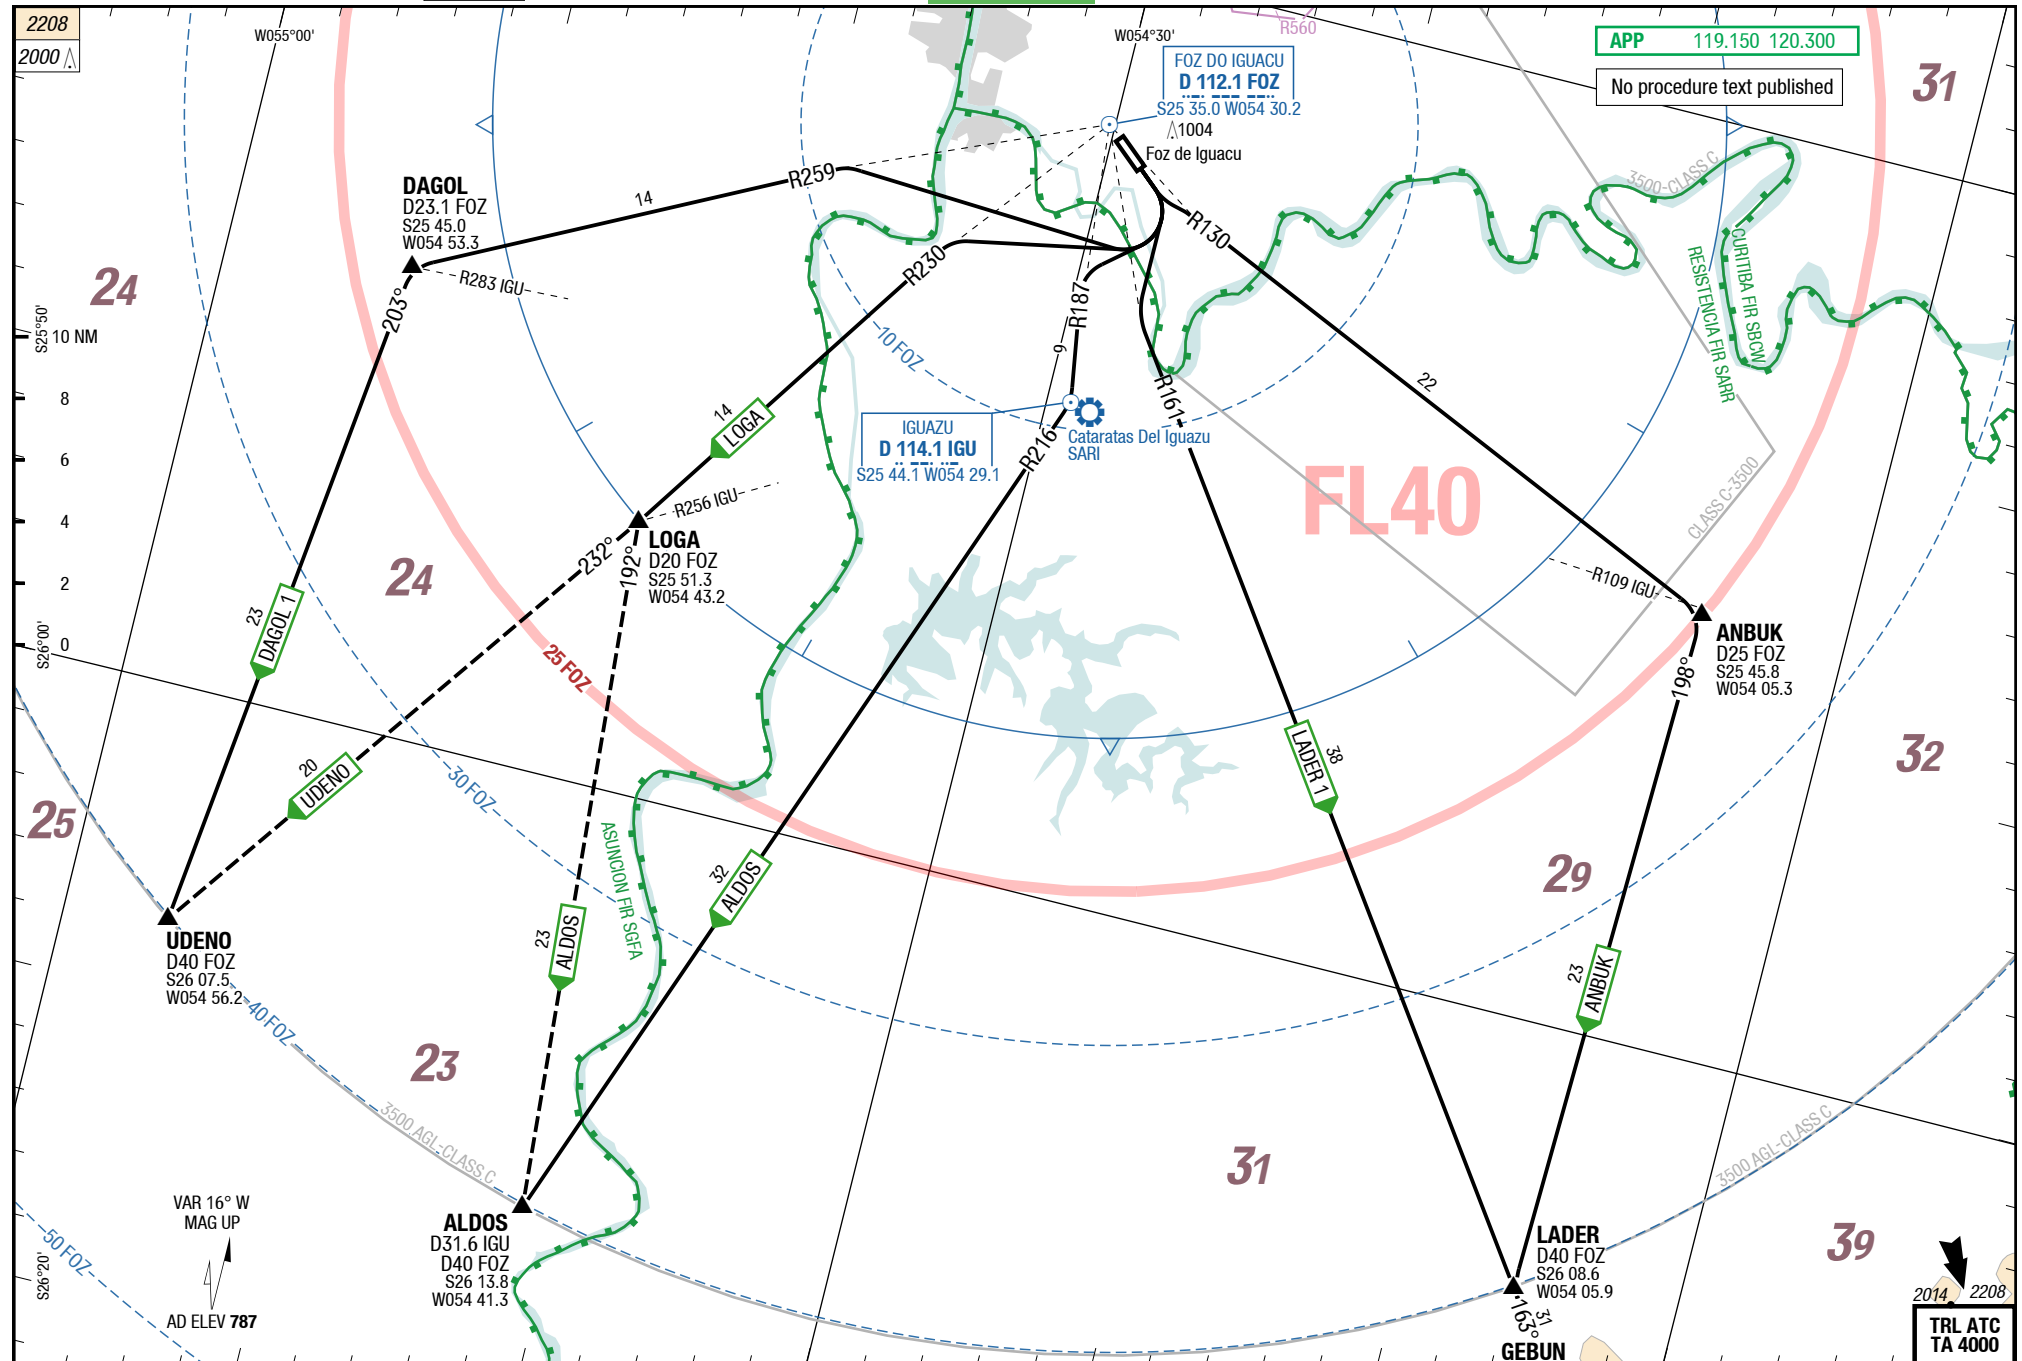 2208
2000
W055°00'
W054°30'
R560
APP 119.150 120.300
No procedure text published
31
FOZ DO IGUACU
D 112.1 FOZ
S25 35.0 W054 30.2
1004
Foz de Iguacu
3500-CLASS C
DAGOL
D23.1 FOZ
S25 45.0
W054 53.3
14
R259
R130
R230
R283 IGU
203°
24
R187
9
10 FOZ
CURITIBA FIR SBCW
RESISTENCIA FIR SARR
S25°50'
10 NM
8
6
4
2
0
S26°00'
22
R161
14
LOGA
IGUAZU
D 114.1 IGU
S25 44.1 W054 29.1
Cataratas Del Iguazu
SARI
R216
FL40
CLASS C-3500
R256 IGU
LOGA
D20 FOZ
S25 51.3
W054 43.2
232°
192°
24
R109 IGU
ANBUK
D25 FOZ
S25 45.8
W054 05.3
198°
23
DAGOL 1
25 FOZ
20
UDENO
30 FOZ
25
38
LADER 1
32
32
ALDOS
29
ASUNCION FIR SGFA
23
ALDOS
23
ANBUK
UDENO
D40 FOZ
S26 07.5
W054 56.2
40 FOZ
23
3500 AGL-CLASS C
31
3500 AGL-CLASS C
VAR 16° W
MAG UP
AD ELEV 787
50 FOZ
S26°20'
ALDOS
D31.6 IGU
D40 FOZ
S26 13.8
W054 41.3
LADER
D40 FOZ
S26 08.6
W054 05.9
163°
31
GEBUN
39
2014
2208
TRL ATC
TA 4000